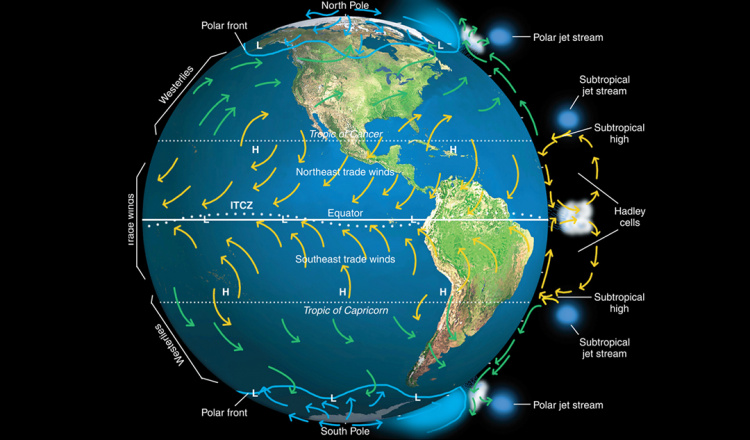 North Pole
Polar front
L
L
Polar jet stream
Westerlies
Subtropical
jet stream
Subtropical
high
Tropic of Cancer
H
H
Northeast trade winds
Trade winds
ITCZ
Equator
L
L
L
Hadley
cells
Southeast trade winds
H
H
H
Subtropical
high
Tropic of Capricorn
Subtropical
jet stream
Westerlies
L
L
L
Polar front
Polar jet stream
South Pole